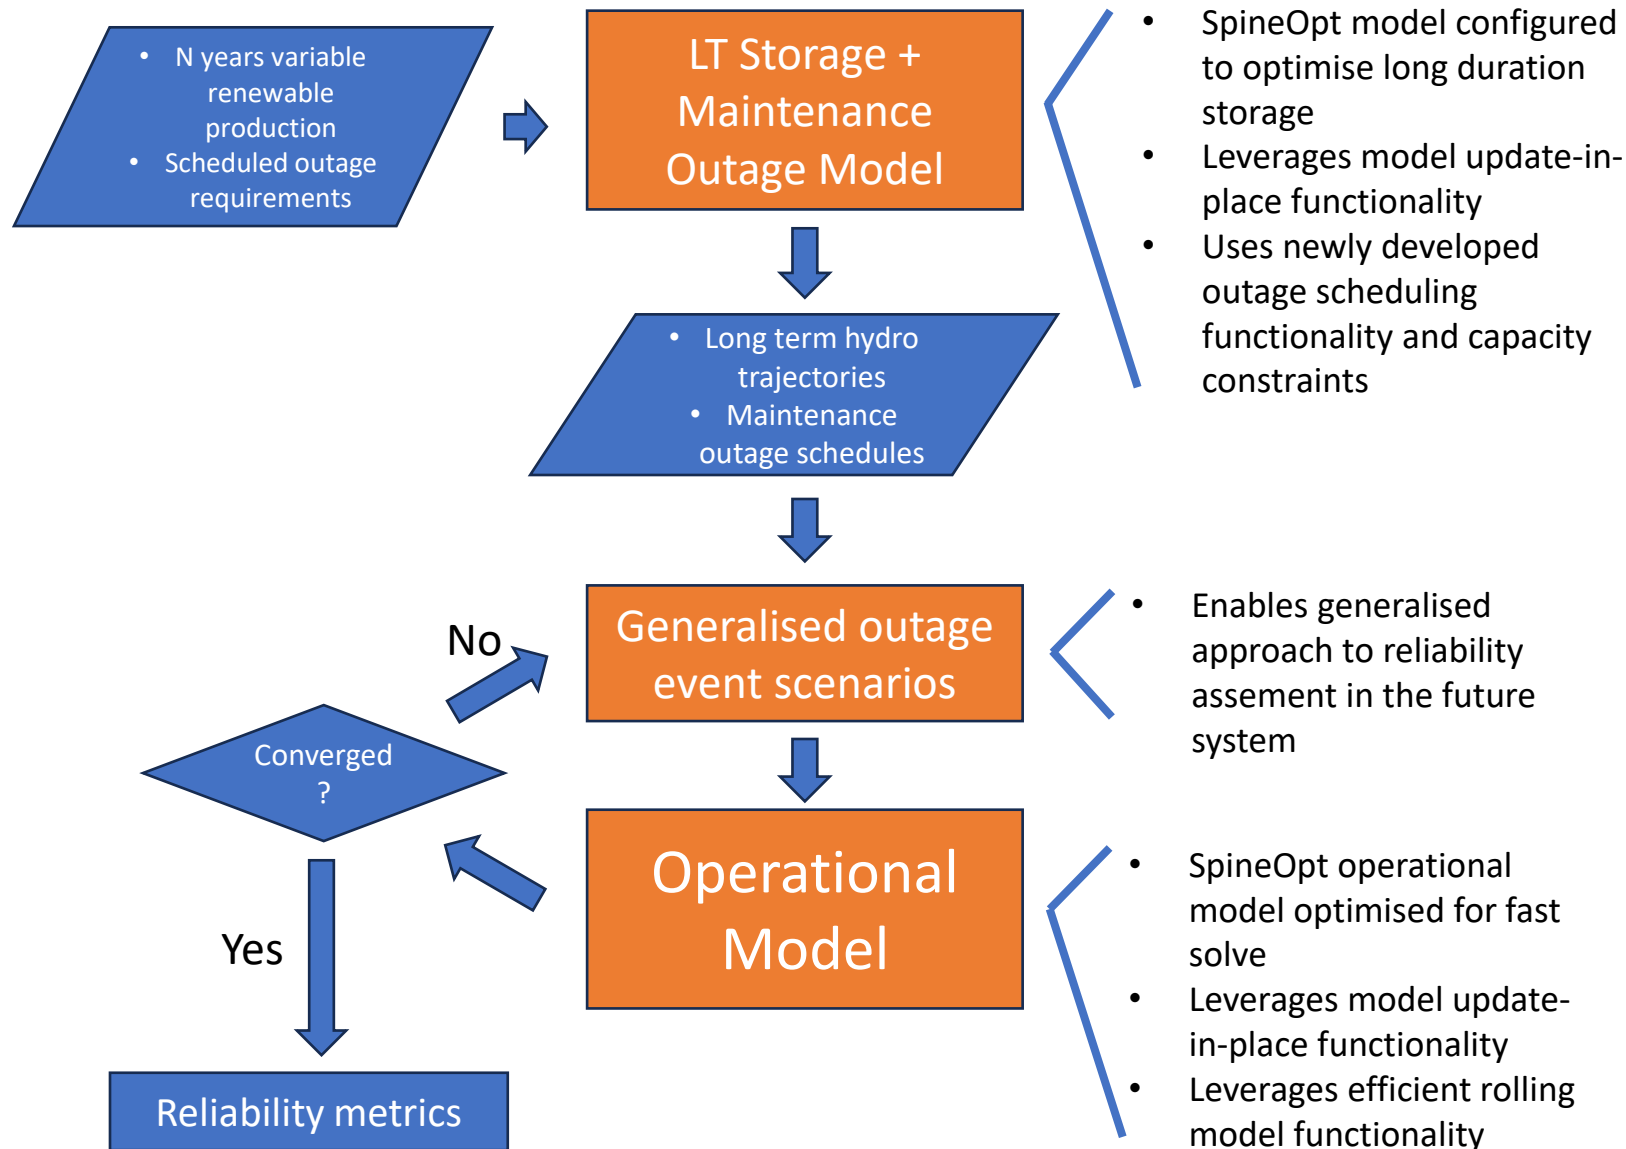 • N years variable
renewable
production
• Scheduled outage
requirements
LT Storage +
Maintenance
Outage Model
• SpineOpt model configured
to optimise long duration
storage
• Leverages model update-in-
place functionality
• Uses newly developed
outage scheduling
functionality and capacity
constraints
• Long term hydro
trajectories
• Maintenance
outage schedules
No
Generalised outage
event scenarios
• Enables generalised
approach to reliability
assement in the future
system
Converged
?
Operational
Model
• SpineOpt operational
model optimised for fast
solve
• Leverages model update-
in-place functionality
• Leverages efficient rolling
model functionality
Yes
Reliability metrics